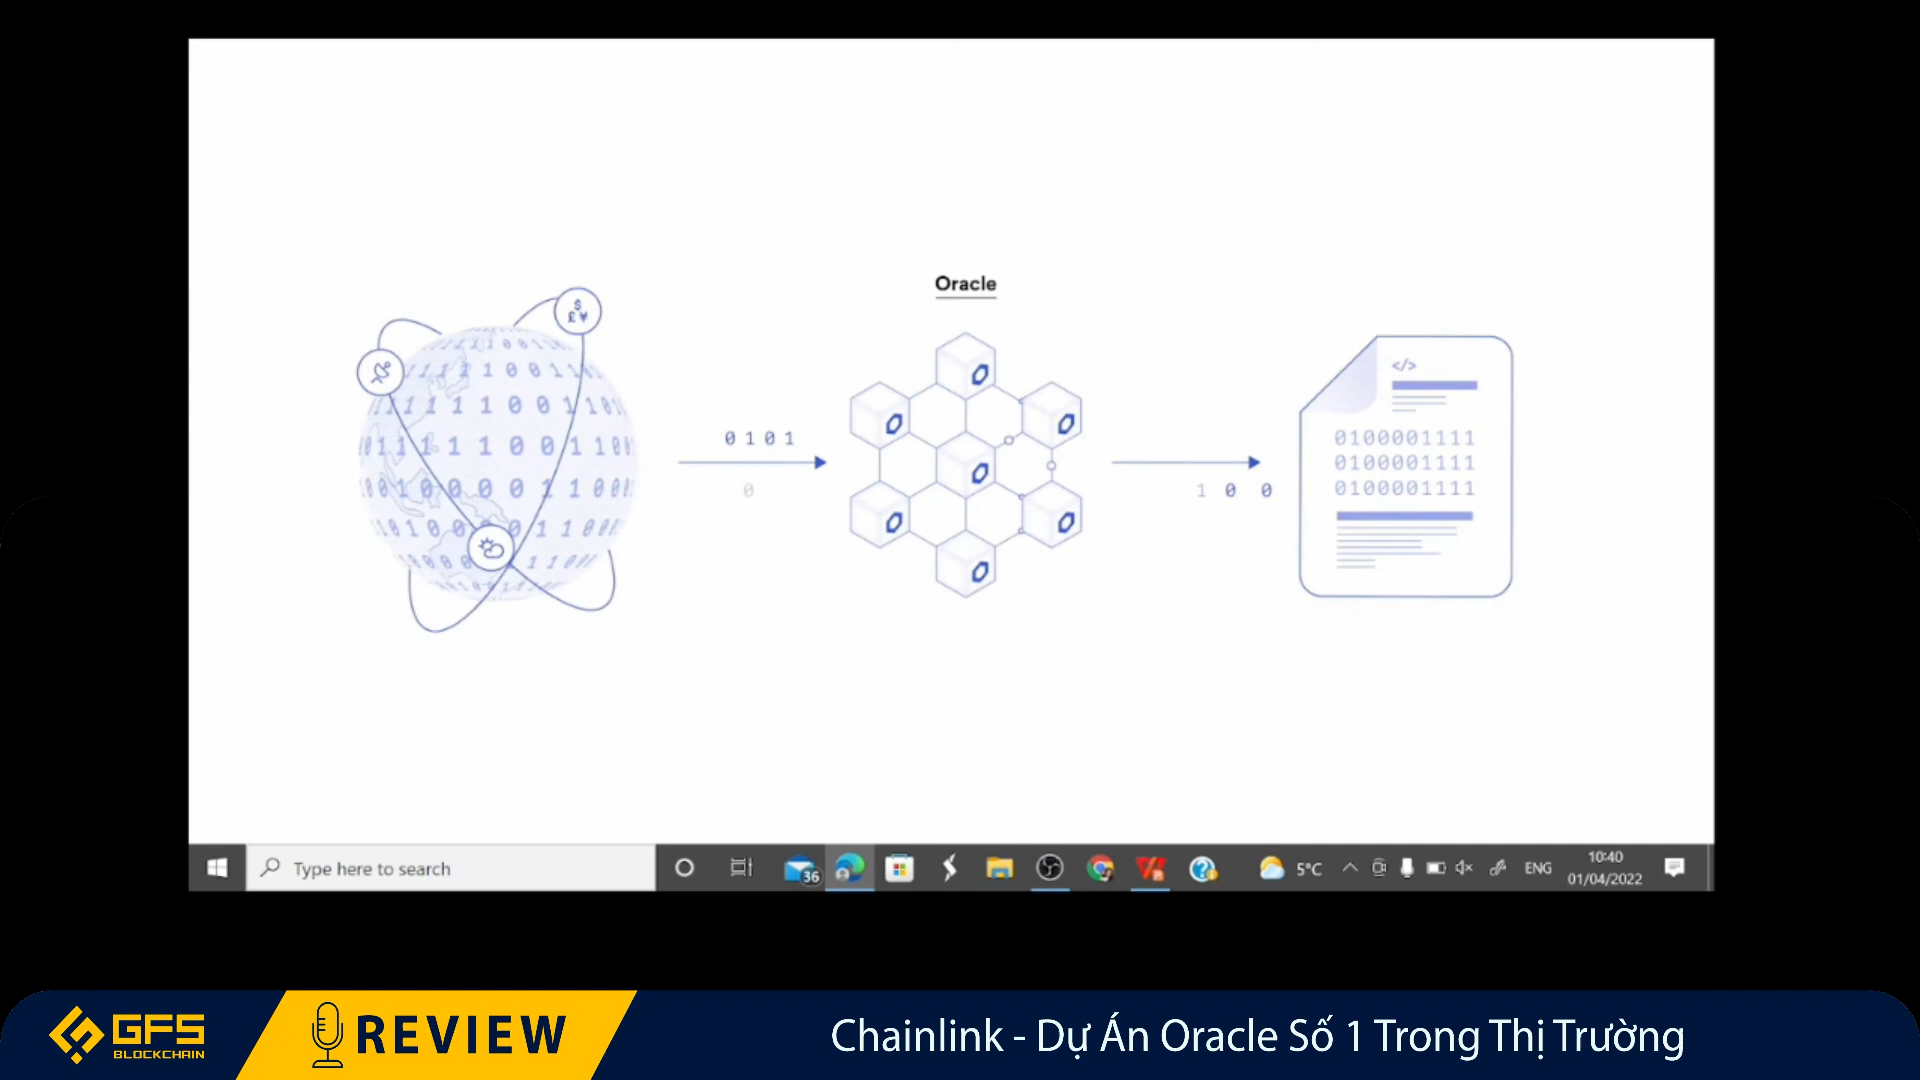 Oracle
$
£ ¥
0 1 0 1
0
1 0 0
</>
0100001111
0100001111
0100001111
Type here to search
36
5°C
ENG
10:40
01/04/2022
GFS
BLOCKCHAIN
REVIEW
Chainlink - Dự Án Oracle Số 1 Trong Thị Trường